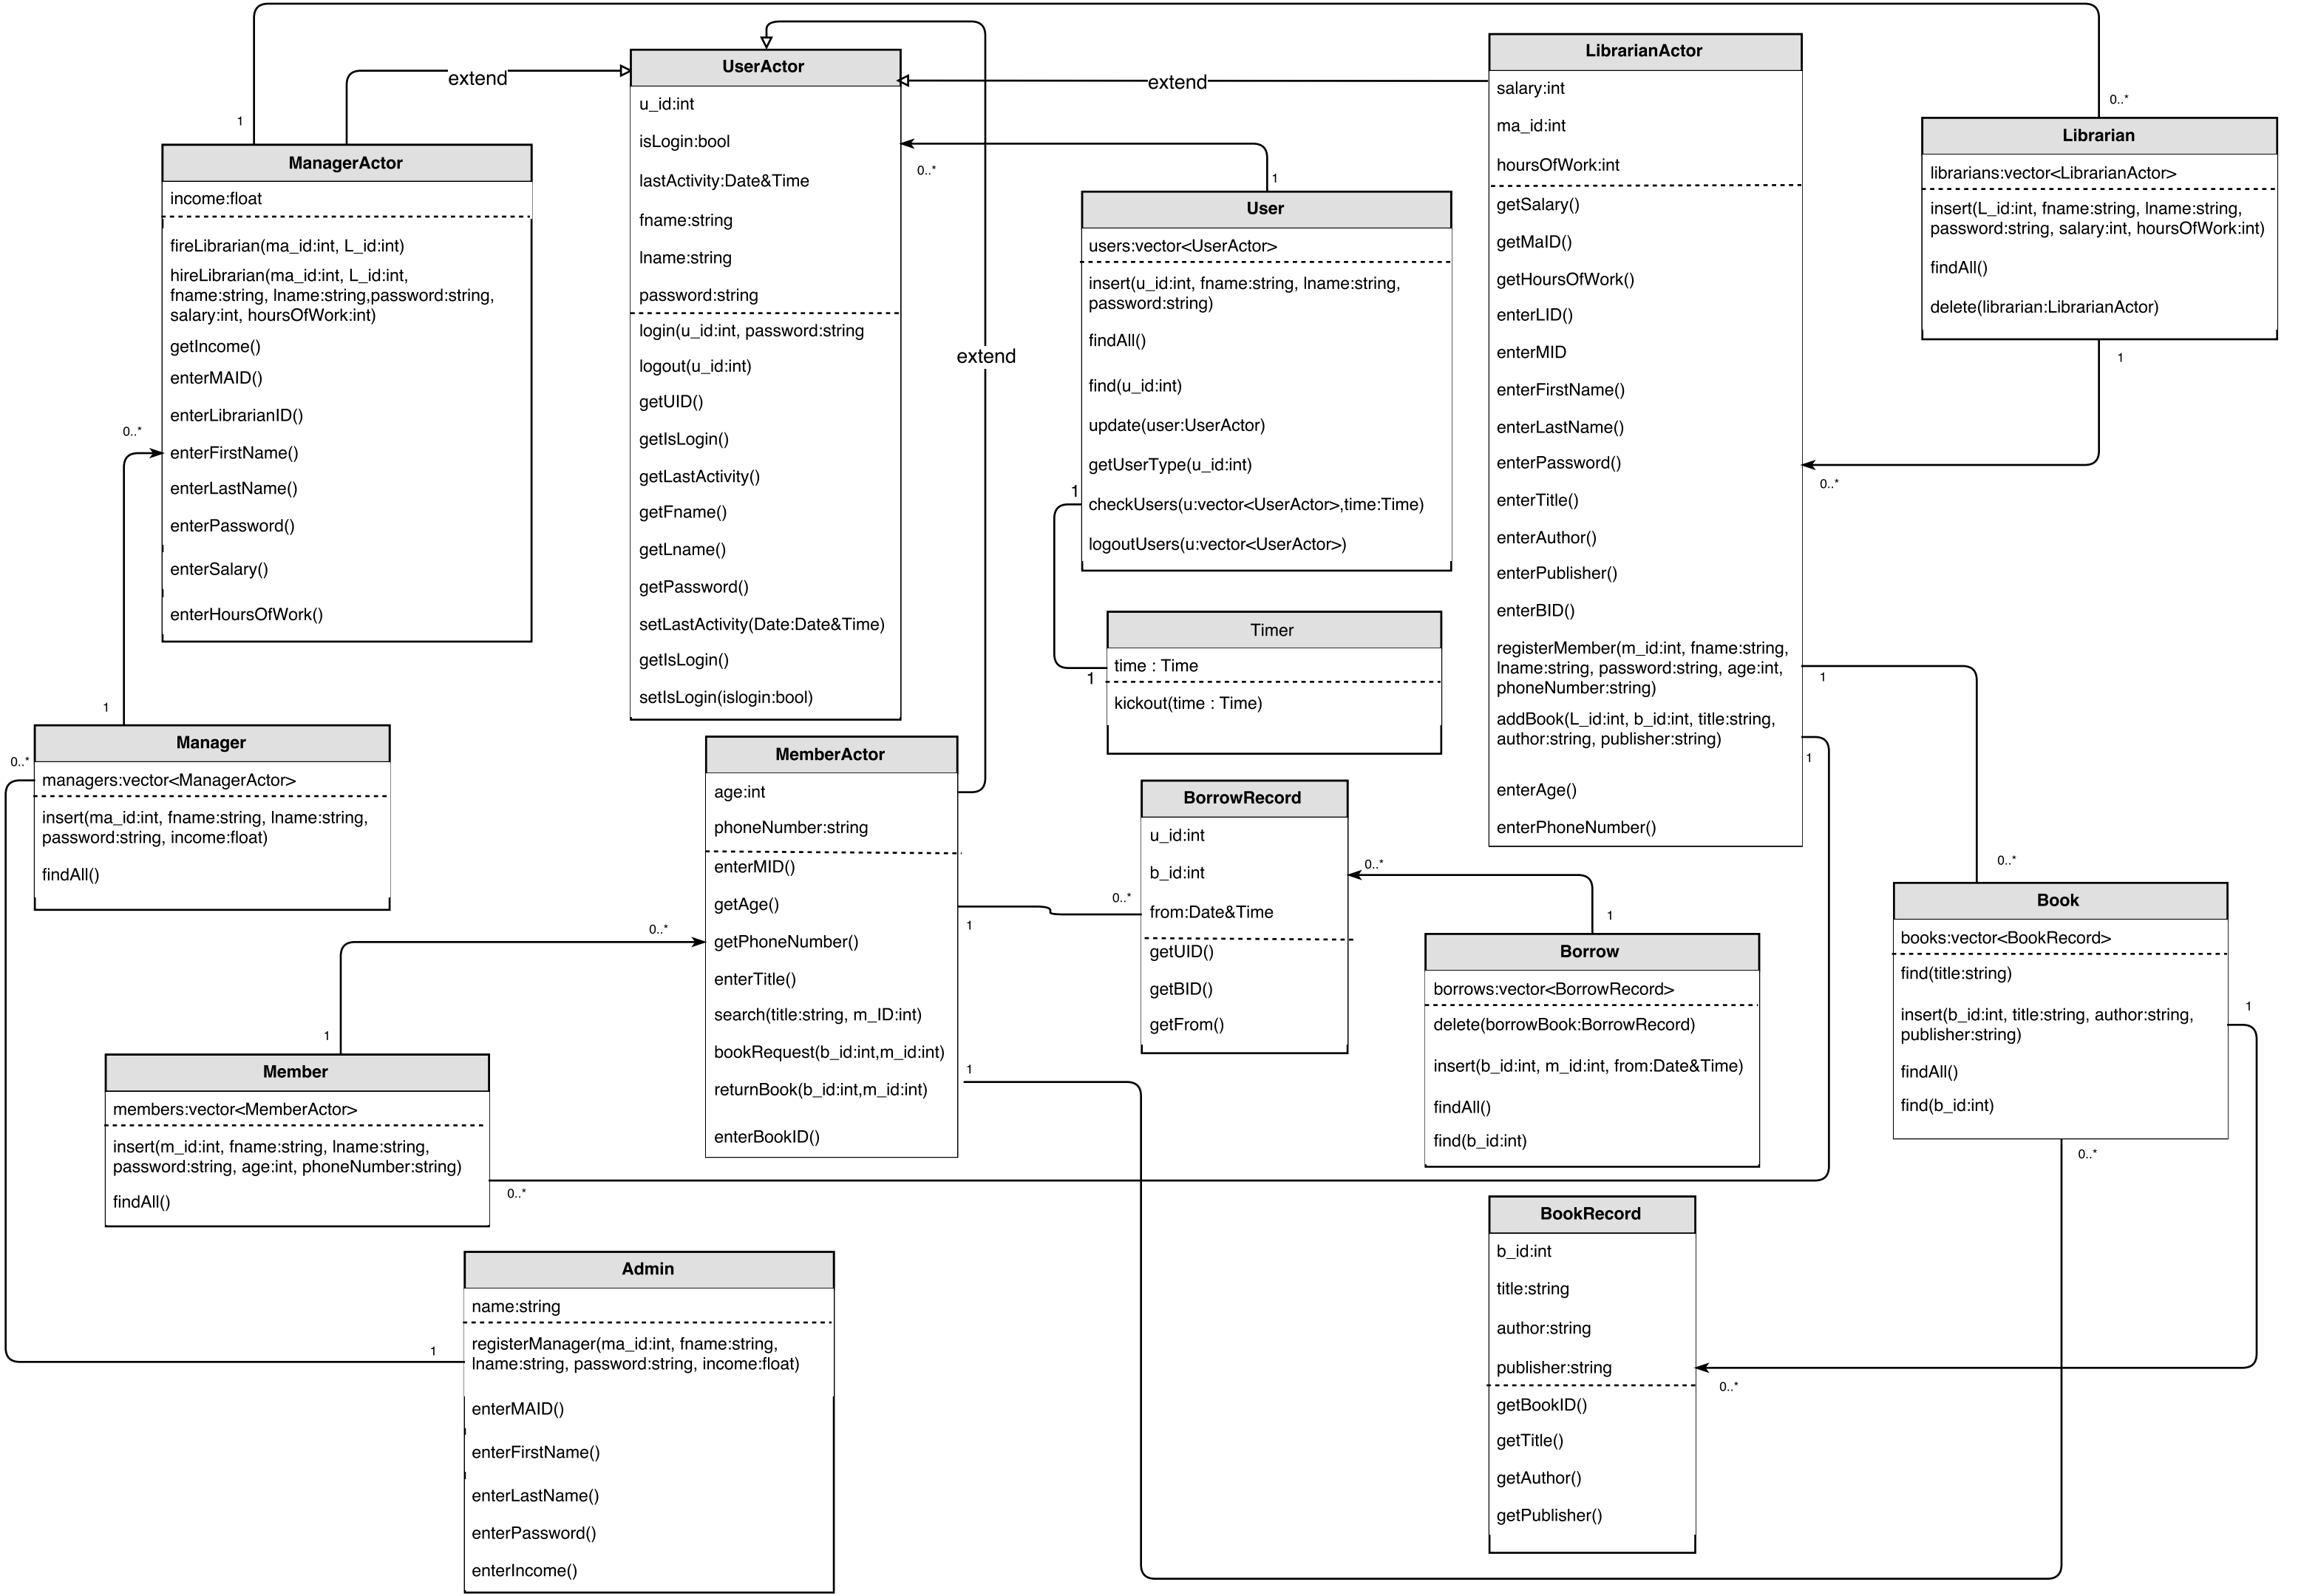 ManagerActor
income:float
fireLibrarian(ma_id:int, L_id:int)
hireLibrarian(ma_id:int, L_id:int,
fname:string, lname:string,password:string,
salary:int, hoursOfWork:int)
getIncome()
enterMAID()
enterLibrarianID()
enterFirstName()
enterLastName()
enterPassword()
enterSalary()
enterHoursOfWork()
1
0..*
extend
UserActor
u_id:int
isLogin:bool
lastActivity:Date&Time
fname:string
lname:string
password:string
login(u_id:int, password:string
logout(u_id:int)
getUID()
getIsLogin()
getLastActivity()
getFname()
getLname()
getPassword()
setLastActivity(Date:Date&Time)
getIsLogin()
setIsLogin(islogin:bool)
extend
extend
0..*
1
User
users:vector<UserActor>
insert(u_id:int, fname:string, lname:string,
password:string)
findAll()
find(u_id:int)
update(user:UserActor)
getUserType(u_id:int)
checkUsers(u:vector<UserActor>,time:Time)
logoutUsers(u:vector<UserActor>)
1
1
Timer
time : Time
kickout(time : Time)
LibrarianActor
salary:int
ma_id:int
hoursOfWork:int
getSalary()
getMaID()
getHoursOfWork()
enterLID()
enterMID
enterFirstName()
enterLastName()
enterPassword()
enterTitle()
enterAuthor()
enterPublisher()
enterBID()
registerMember(m_id:int, fname:string,
lname:string, password:string, age:int,
phoneNumber:string)
addBook(L_id:int, b_id:int, title:string,
author:string, publisher:string)
enterAge()
enterPhoneNumber()
0..*
1
1
0..*
Librarian
librarians:vector<LibrarianActor>
insert(L_id:int, fname:string, lname:string,
password:string, salary:int, hoursOfWork:int)
findAll()
delete(librarian:LibrarianActor)
1
1
0..*
Manager
managers:vector<ManagerActor>
insert(ma_id:int, fname:string, lname:string,
password:string, income:float)
findAll()
MemberActor
age:int
phoneNumber:string
enterMID()
getAge()
getPhoneNumber()
enterTitle()
search(title:string, m_ID:int)
bookRequest(b_id:int,m_id:int)
returnBook(b_id:int,m_id:int)
enterBookID()
0..*
1
1
0..*
BorrowRecord
u_id:int
b_id:int
from:Date&Time
getUID()
getBID()
getFrom()
0..*
1
Borrow
borrows:vector<BorrowRecord>
delete(borrowBook:BorrowRecord)
insert(b_id:int, m_id:int, from:Date&Time)
findAll()
find(b_id:int)
0..*
Book
books:vector<BookRecord>
find(title:string)
insert(b_id:int, title:string, author:string,
publisher:string)
findAll()
find(b_id:int)
1
0..*
1
Member
members:vector<MemberActor>
insert(m_id:int, fname:string, lname:string,
password:string, age:int, phoneNumber:string)
findAll()
0..*
Admin
name:string
registerManager(ma_id:int, fname:string,
lname:string, password:string, income:float)
enterMAID()
enterFirstName()
enterLastName()
enterPassword()
enterIncome()
1
BookRecord
b_id:int
title:string
author:string
publisher:string
getBookID()
getTitle()
getAuthor()
getPublisher()
0..*